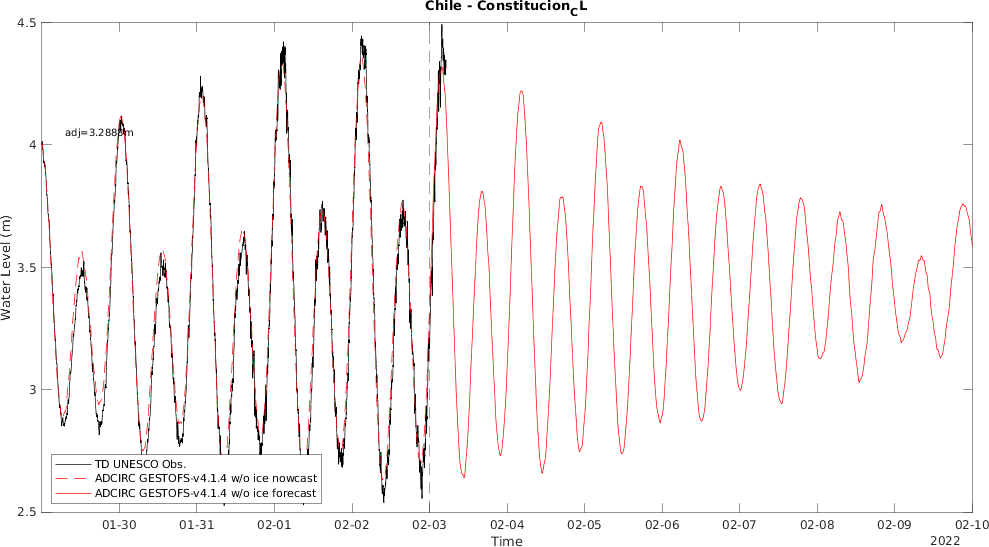 Chile - Constitucion_CL
4.5
4
3.5
3
2.5
Water Level (m)
adj=3.2888m
TD UNESCO Obs.
ADCIRC GESTOFS-v4.1.4 w/o ice nowcast
ADCIRC GESTOFS-v4.1.4 w/o ice forecast
01-30 01-31 02-01 02-02 02-03 02-04 02-05 02-06 02-07 02-08 02-09 02-10
Time
2022